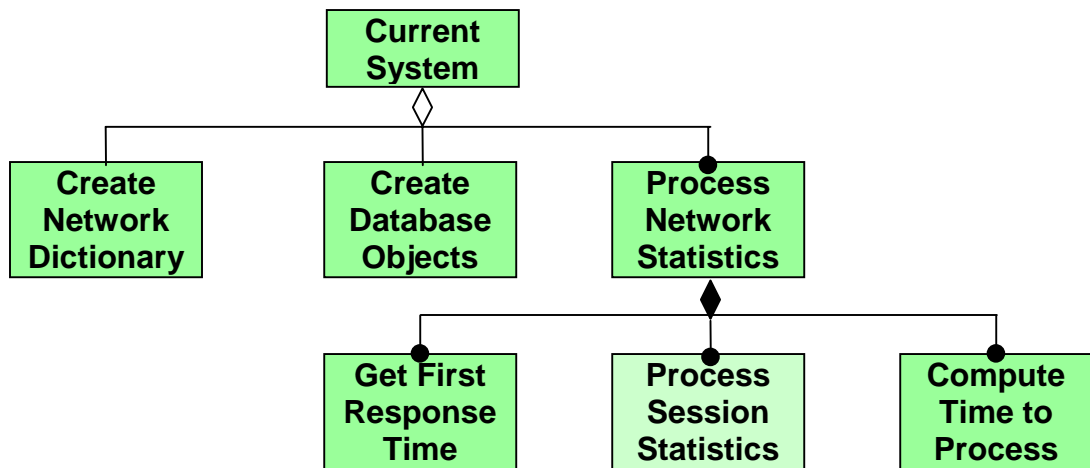 Current
System
Create
Network
Dictionary
Create
Database
Objects
Process
Network
Statistics
Get First
Response
Time
Process
Session
Statistics
Compute
Time to
Process